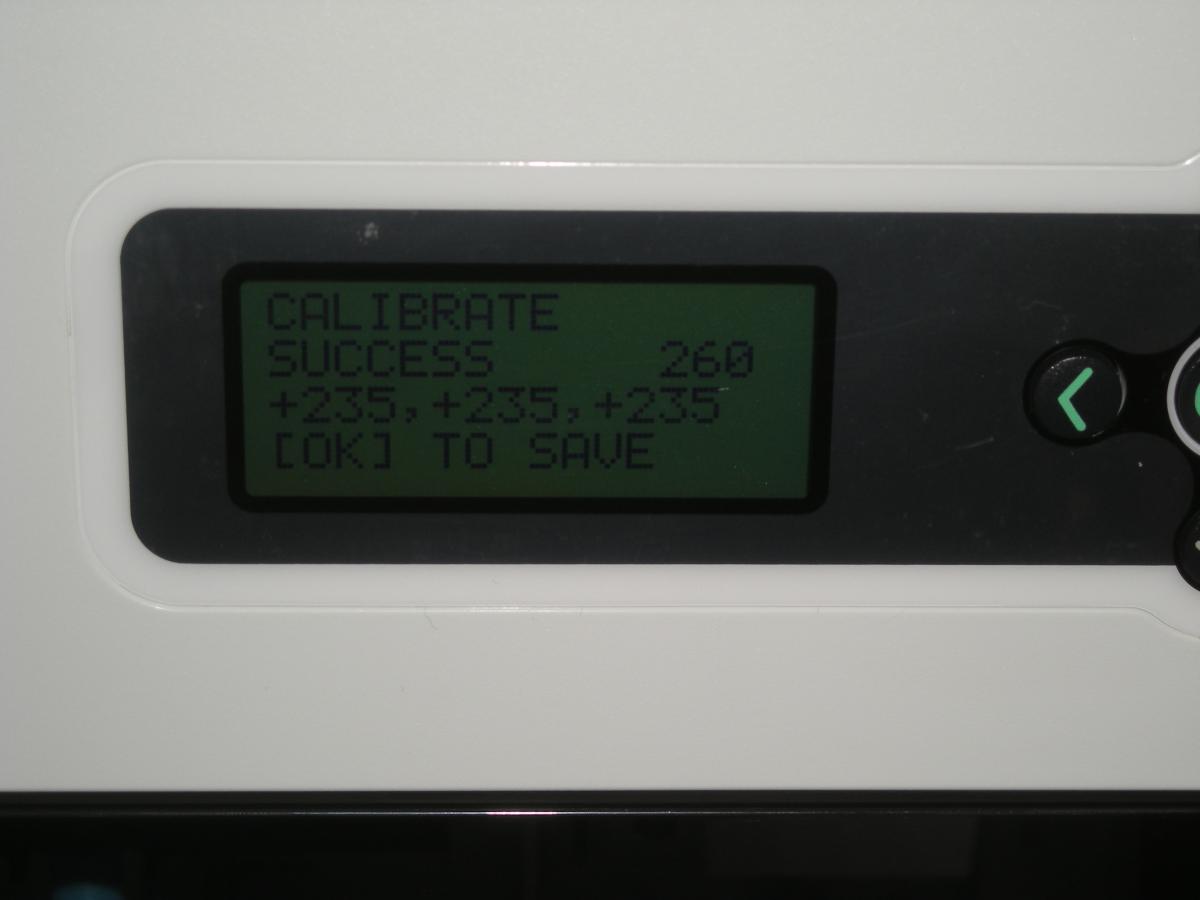 CALIBRATE
SUCCESS 260
+235,+235,+235
[OK] TO SAVE